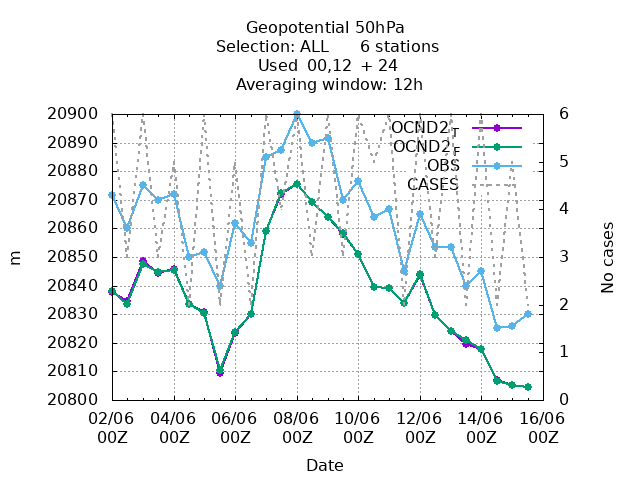 Geopotential 50hPa
Selection: ALL 6 stations
Used 00,12 + 24
Averaging window: 12h
20900
20890
20880
20870
20860
20850
20840
20830
20820
20810
20800
m
6
5
4
3
2
1
0
No cases
OCND2_T
OCND2_F
OBS
CASES
02/06 04/06 06/06 08/06 10/06 12/06 14/06 16/06
00Z 00Z 00Z 00Z 00Z 00Z 00Z 00Z
Date